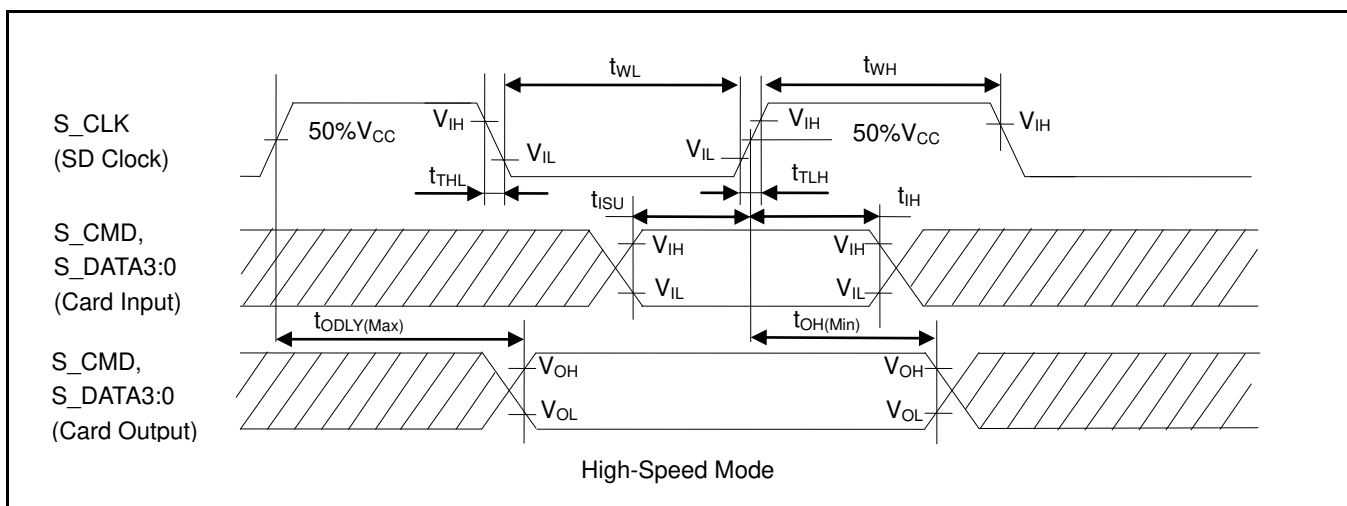 tWL
tWH
S_CLK
(SD Clock)
50%VCC
VIH
VIL
VIL
VIH
50%VCC
VIH
tTHL
tTLH
tISU
tIH
S_CMD,
S_DATA3:0
(Card Input)
VIH
VIL
VIH
VIL
tODLY(Max)
tOH(Min)
S_CMD,
S_DATA3:0
(Card Output)
VOH
VOL
VOH
VOL
High-Speed Mode